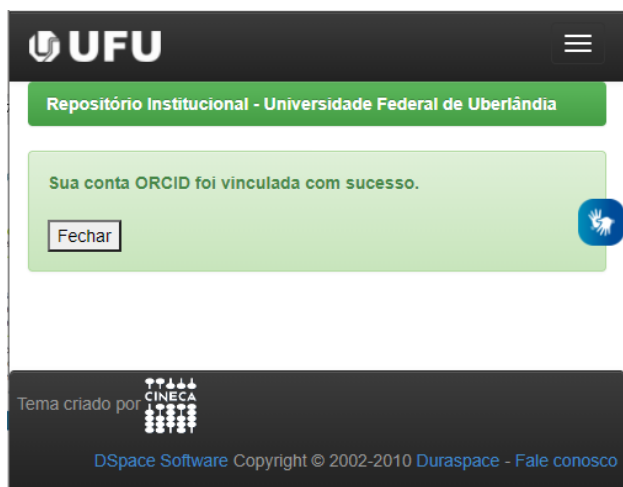 UFU
Repositório Institucional - Universidade Federal de Uberlândia
Sua conta ORCID foi vinculada com sucesso.
Fechar
Tema criado por CINECA
DSpace Software Copyright © 2002-2010 Duraspace - Fale conosco